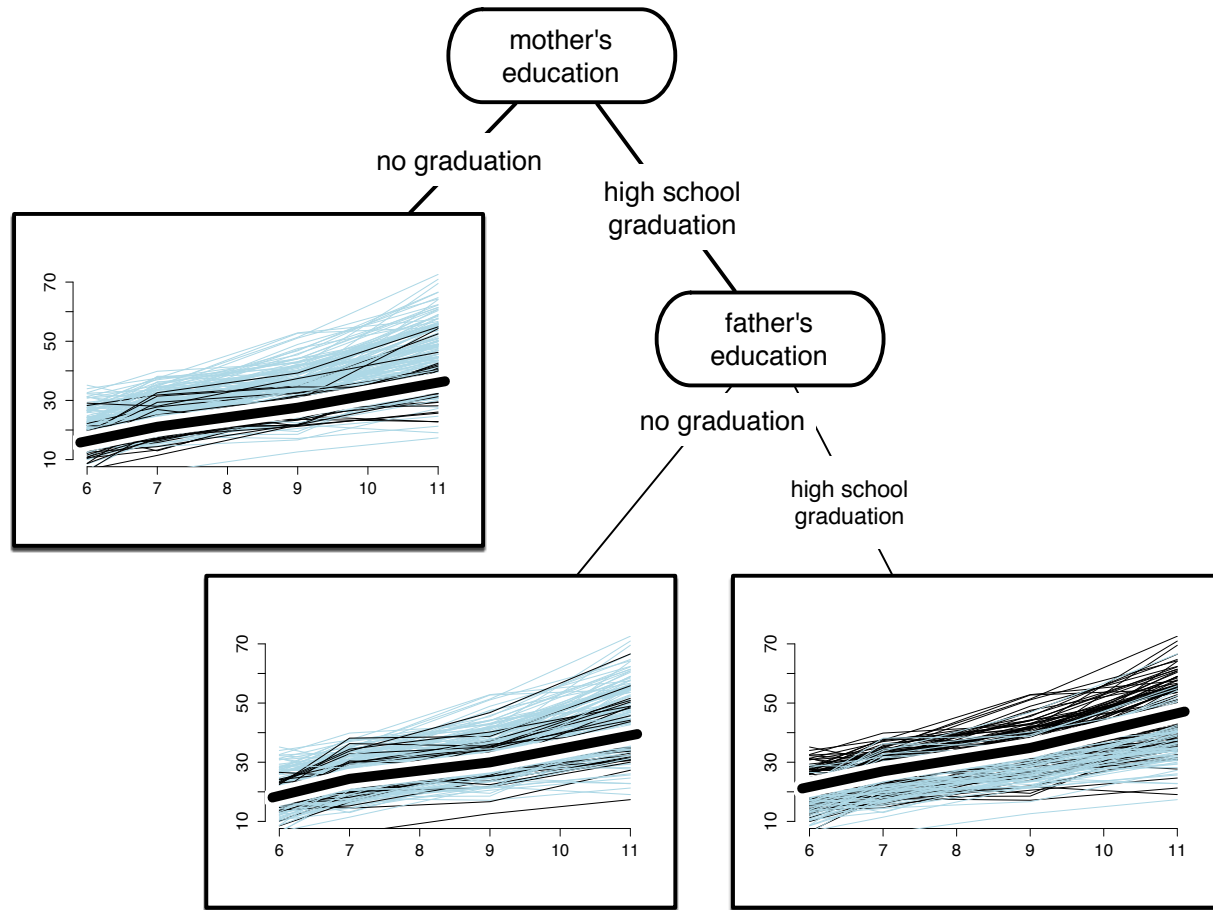 mother's
education
no graduation
high school
graduation
70
50
30
10
6 7 8 9 10 11
father's
education
no graduation
high school
graduation
70
50
30
10
6 7 8 9 10 11
70
50
30
10
6 7 8 9 10 11